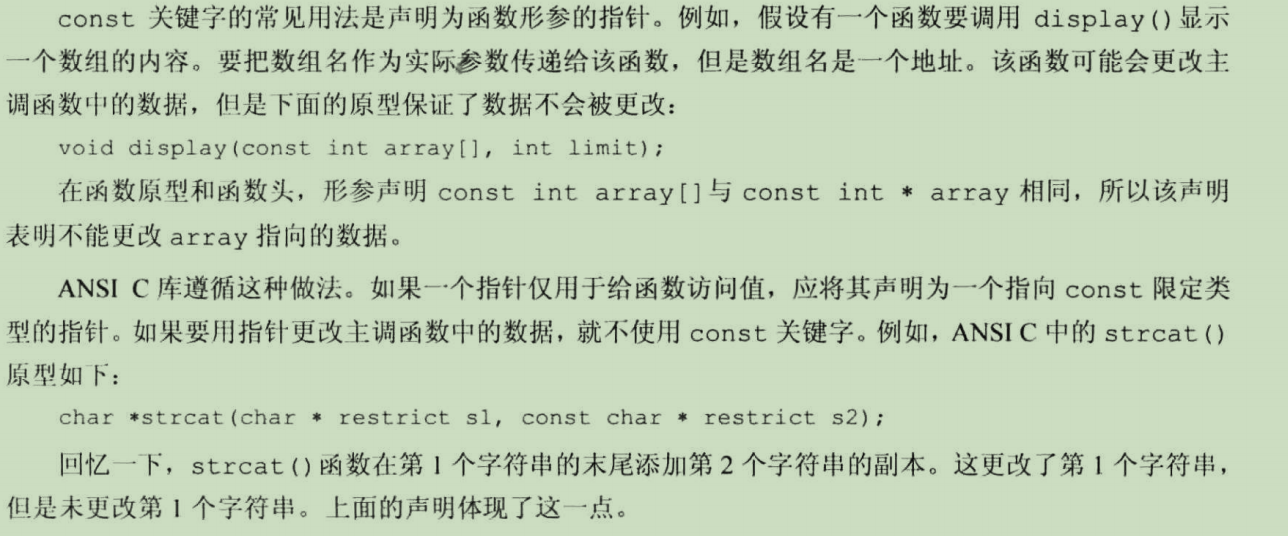 const 关键字的常见用法是声明为函数形参的指针。例如，假设有一个函数要调用 display()显示
一个数组的内容。要把数组名作为实际参数传递给该函数，但是数组名是一个地址。该函数可能会更改主
调函数中的数据，但是下面的原型保证了数据不会被更改：
void display(const int array[], int limit);
在函数原型和函数头，形参声明 const int array[]与 const int * array 相同，所以该声明
表明不能更改 array 指向的数据。
ANSI C 库遵循这种做法。如果一个指针仅用于给函数访问值，应将其声明为一个指向 const 限定类
型的指针。如果要用指针更改主调函数中的数据，就不使用 const 关键字。例如，ANSI C 中的 strcat()
原型如下：
char *strcat(char * restrict s1, const char * restrict s2);
回忆一下，strcat()函数在第 1 个字符串的末尾添加第 2 个字符串的副本。这更改了第 1 个字符串，
但是未更改第 1 个字符串。上面的声明体现了这一点。